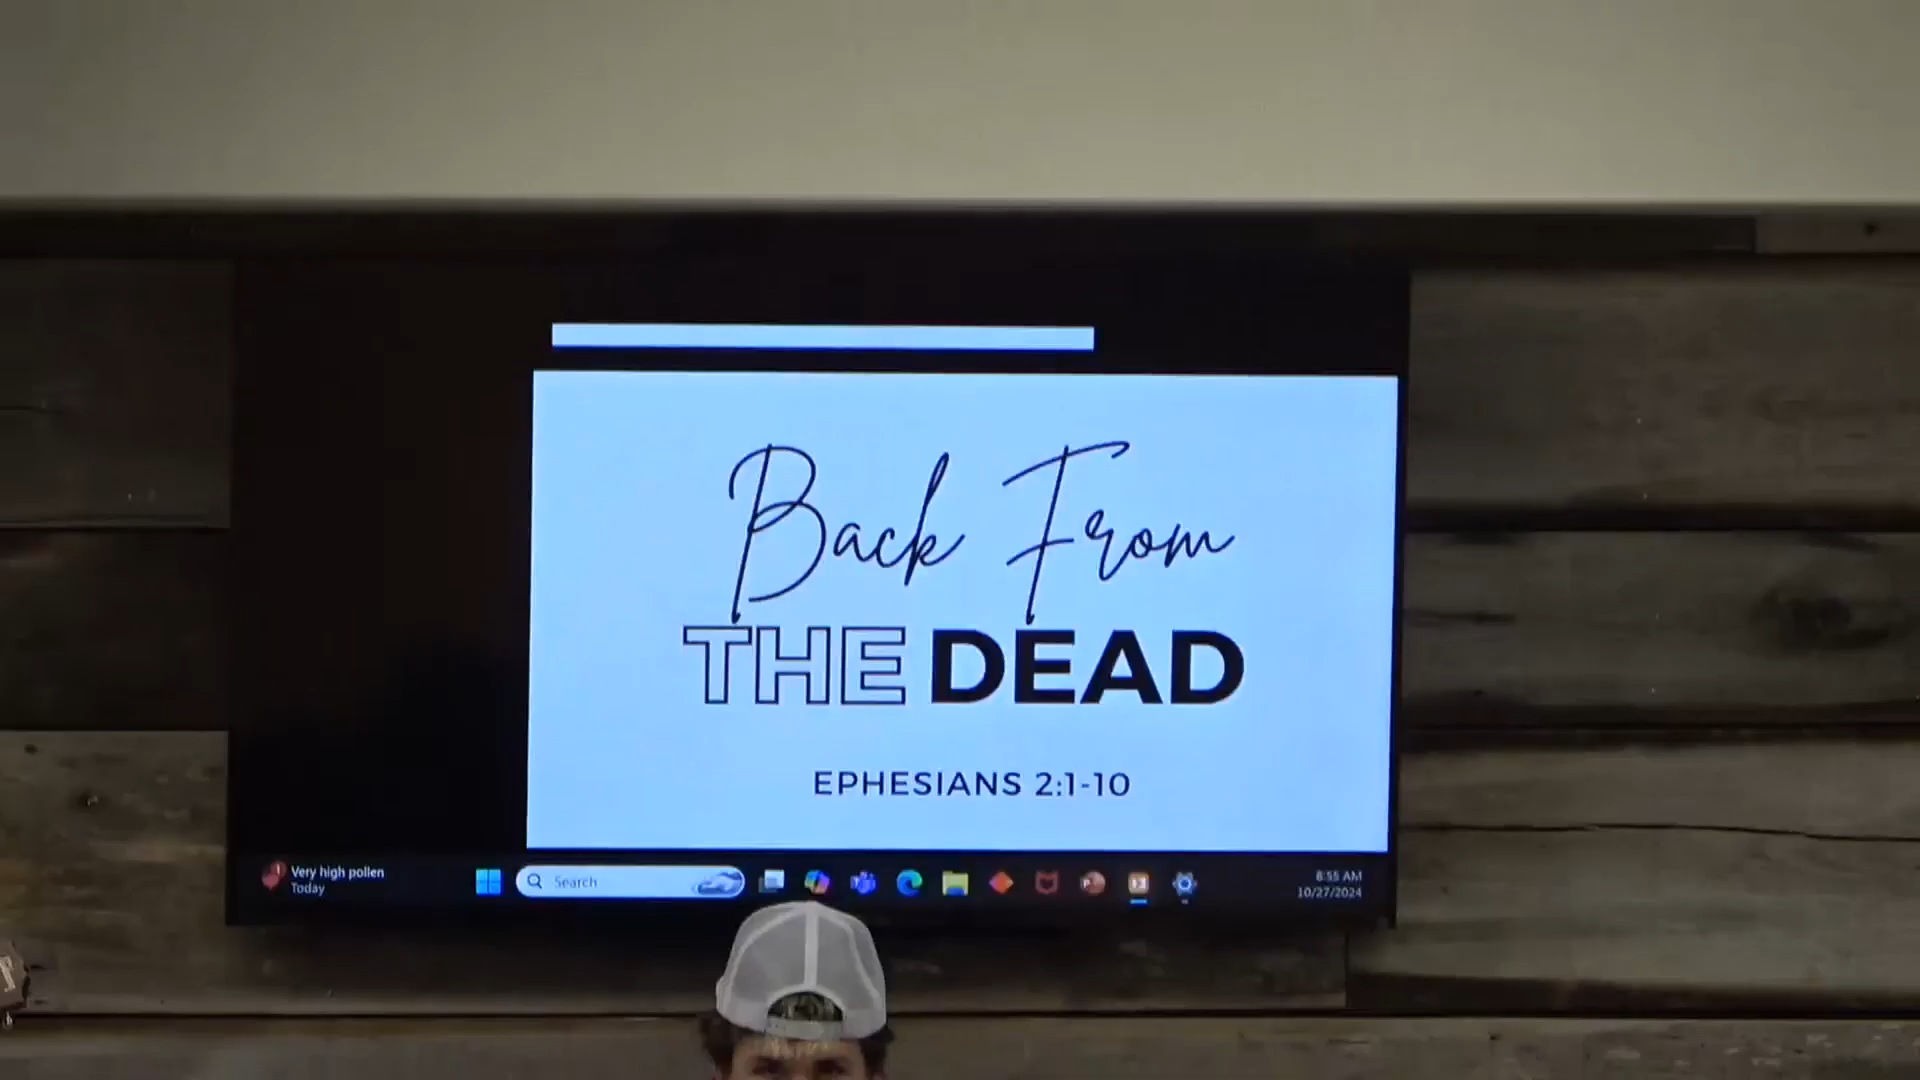 Back From
THE DEAD
EPHESIANS 2:1-10
Very high pollen
Today
Search
8:55 AM
10/27/2024